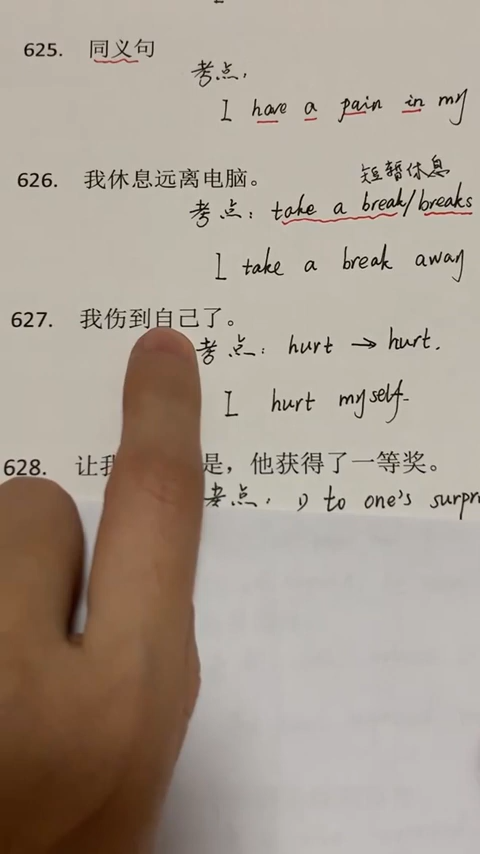 625. 同义句
考点:
I have a pain in my
626. 我休息远离电脑。
短暂休息
考点: take a break/breaks
I take a break away
627. 我伤到自己了。
考点: hurt → hurt.
I hurt myself.
628. 让我 是，他获得了一等奖。
考点: 1) to one's